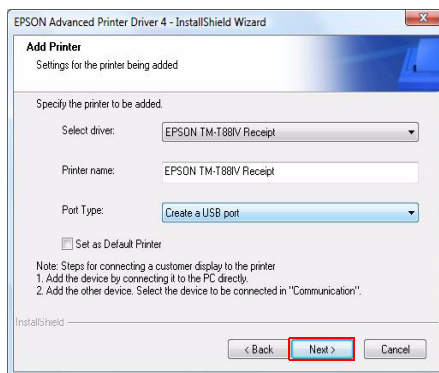 EPSON Advanced Printer Driver 4 - InstallShield Wizard
Add Printer
Settings for the printer being added
Specify the printer to be added.
Select driver: EPSON TM-T88IV Receipt
Printer name: EPSON TM-T88IV Receipt
Port Type: Create a USB port
Set as Default Printer
Note: Steps for connecting a customer display to the printer
1. Add the device by connecting it to the PC directly.
2. Add the other device. Select the device to be connected in "Communication".
InstallShield
< Back Next > Cancel